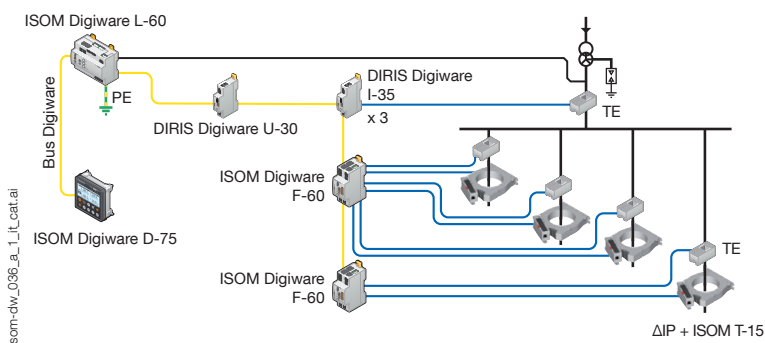 ISOM Digiware L-60
PE
Bus Digiware
DIRIS Digiware U-30
DIRIS Digiware
I-35
x 3
TE
ISOM Digiware
F-60
ISOM Digiware D-75
ISOM Digiware
F-60
TE
ΔIP + ISOM T-15
som-dw_036_a_1_it_cat.ai